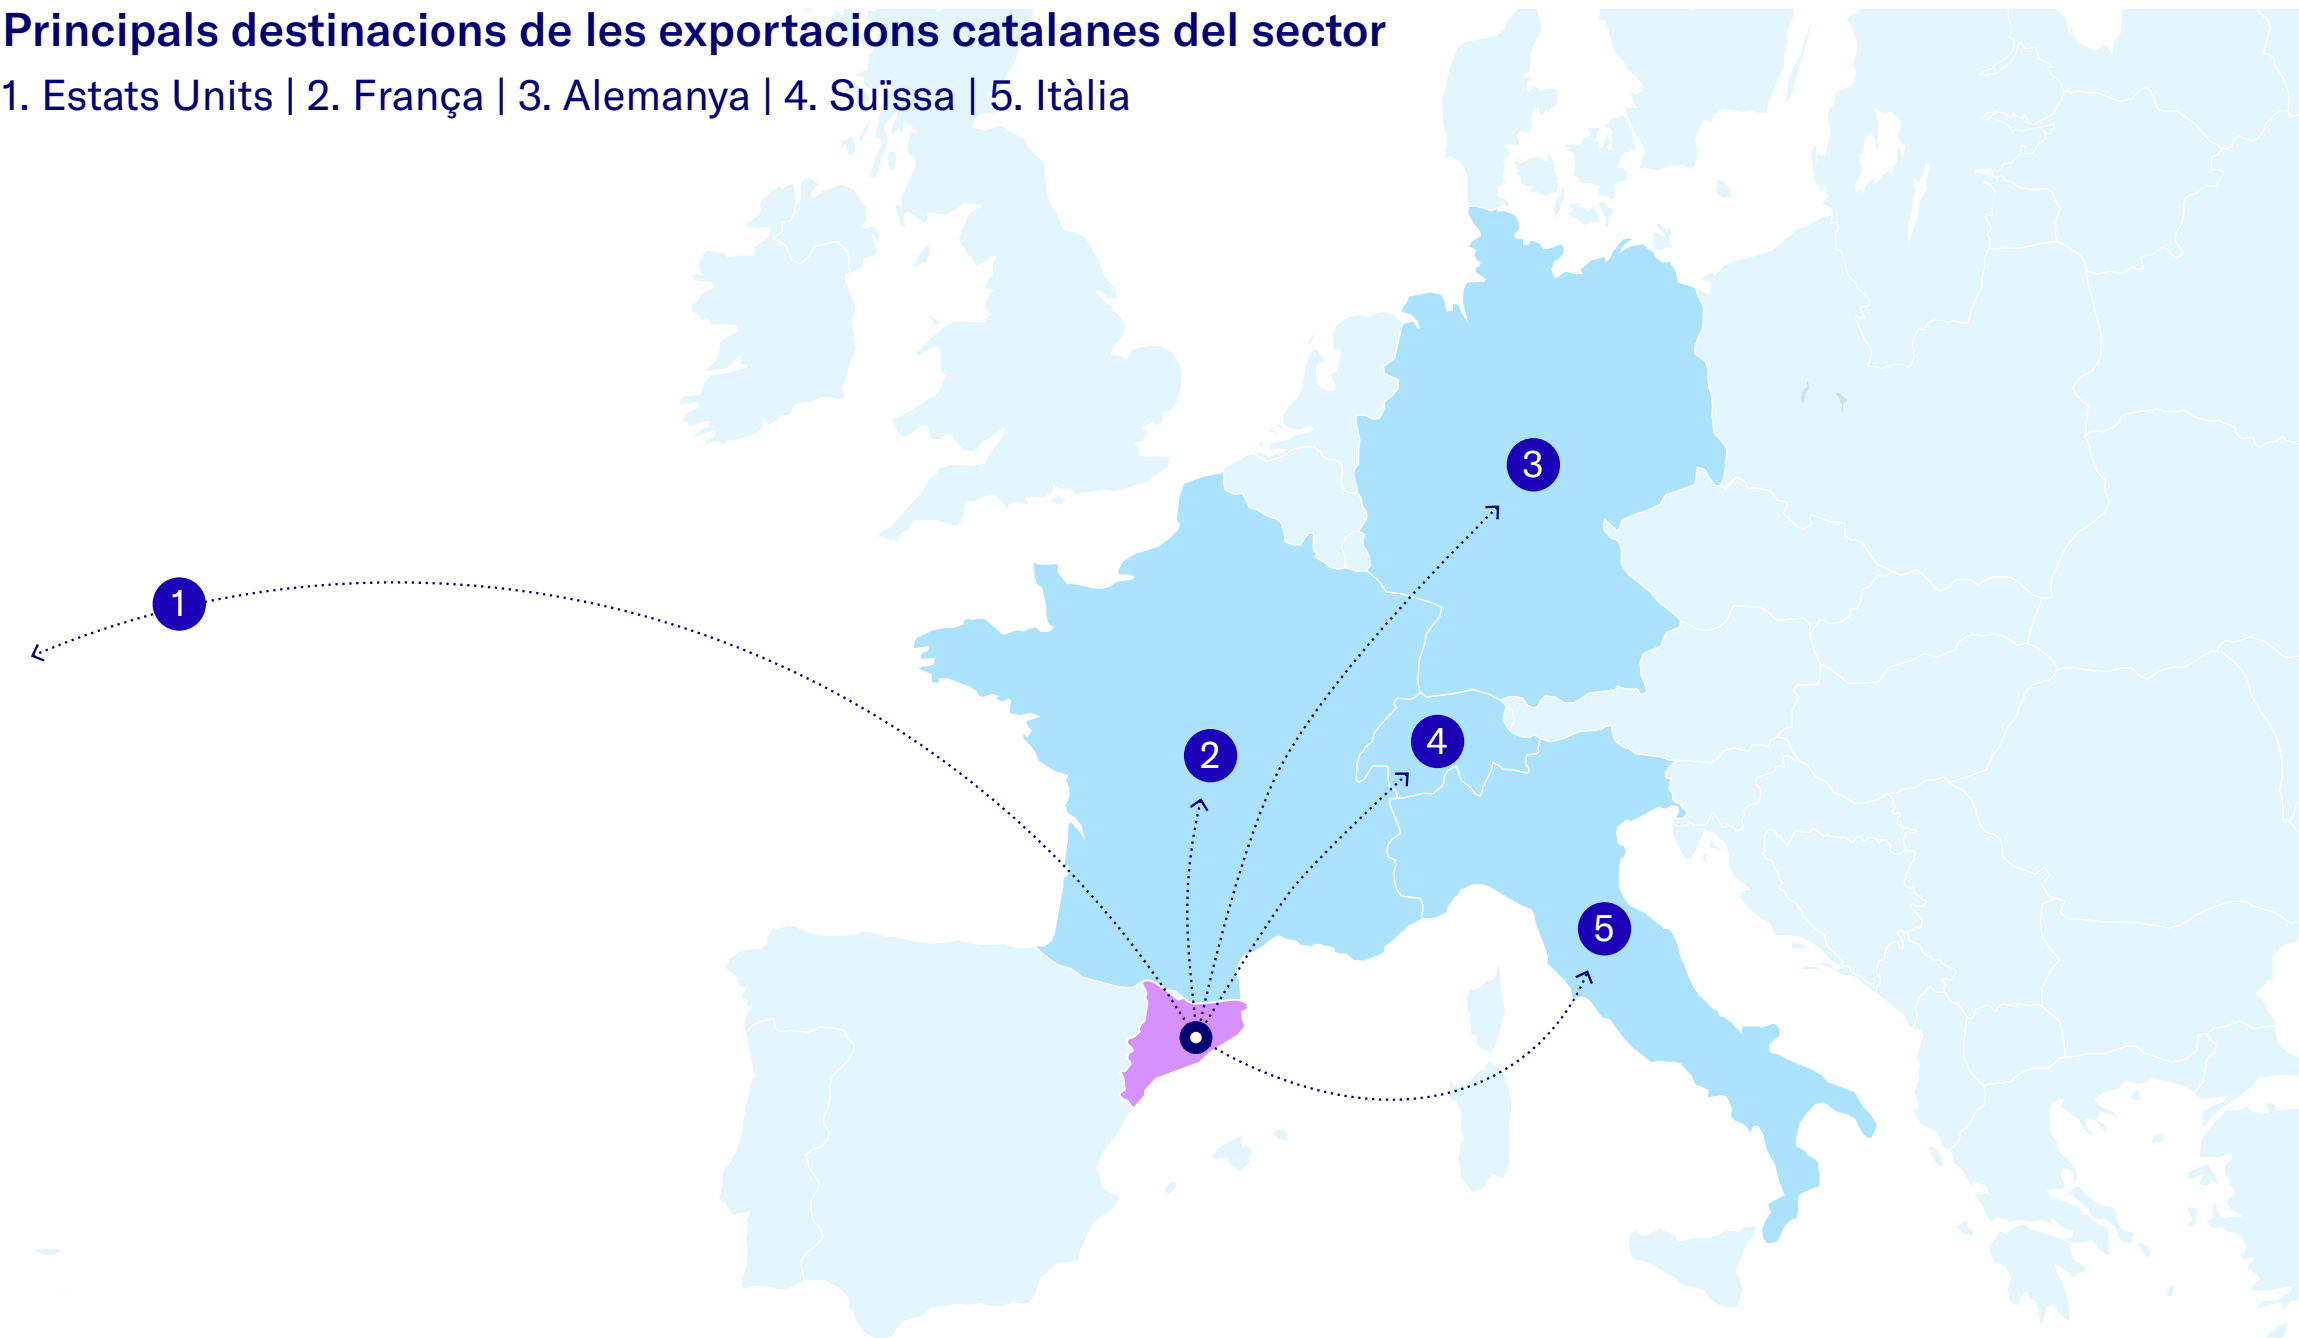 Principals destinacions de les exportacions catalanes del sector
1. Estats Units | 2. França | 3. Alemanya | 4. Suïssa | 5. Itàlia
3
1
4
2
5